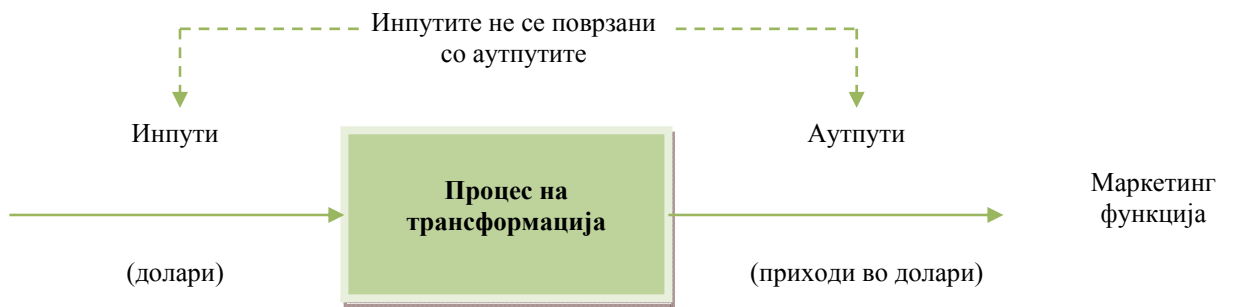 Инпутите не се поврзани
со аутпутите
Инпути
Аутпути
Процес на
трансформација
Маркетинг
функција
(долари)
(приходи во долари)